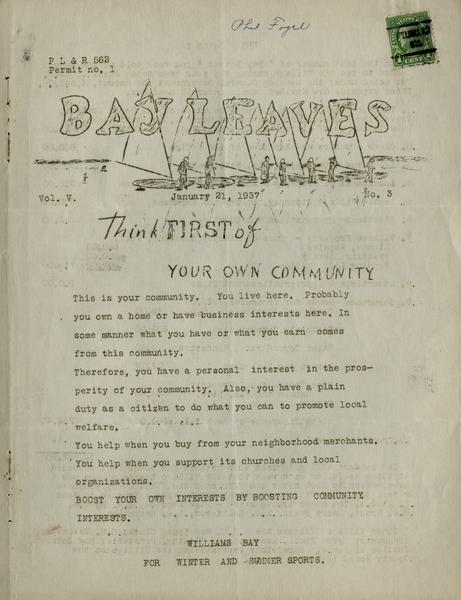 Phil Fogel
P L & R 562
Permit no. 1
BAY LEAVES
Vol. V. January 21, 1937 No. 3
Think FIRST of
YOUR OWN COMMUNITY
This is your community. You live here. Probably
you own a home or have business interests here. In
some manner what you have or what you earn comes
from this community.
Therefore, you have a personal interest in the pros-
perity of your community. Also, you have a plain
duty as a citizen to do what you can to promote local
welfare.
You help when you buy from your neighborhood merchants.
You help when you support its churches and local
organizations.
BOOST YOUR OWN INTERESTS BY BOOSTING COMMUNITY
INTERESTS.
WILLIAMS BAY
FOR WINTER AND SUMMER SPORTS.